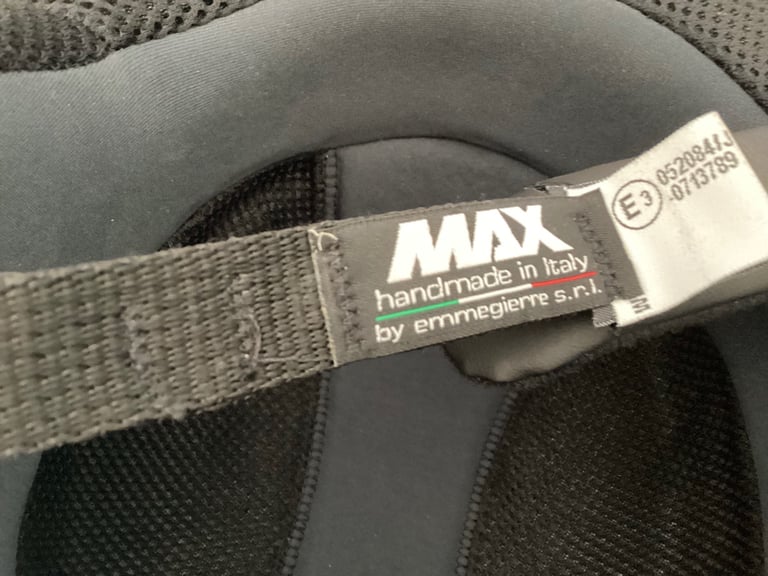 MAX
handmade in Italy
by emmegierre s.r.l.
E3
052084/J
-0713789
M